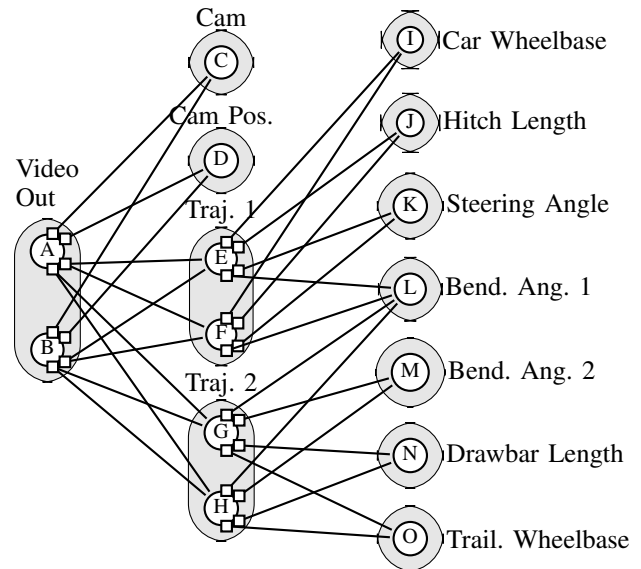 Cam
C
Cam Pos.
D
Video
Out
A
B
Traj. 1
E
F
Traj. 2
G
H
I
Car Wheelbase
J
Hitch Length
K
Steering Angle
L
Bend. Ang. 1
M
Bend. Ang. 2
N
Drawbar Length
O
Trail. Wheelbase